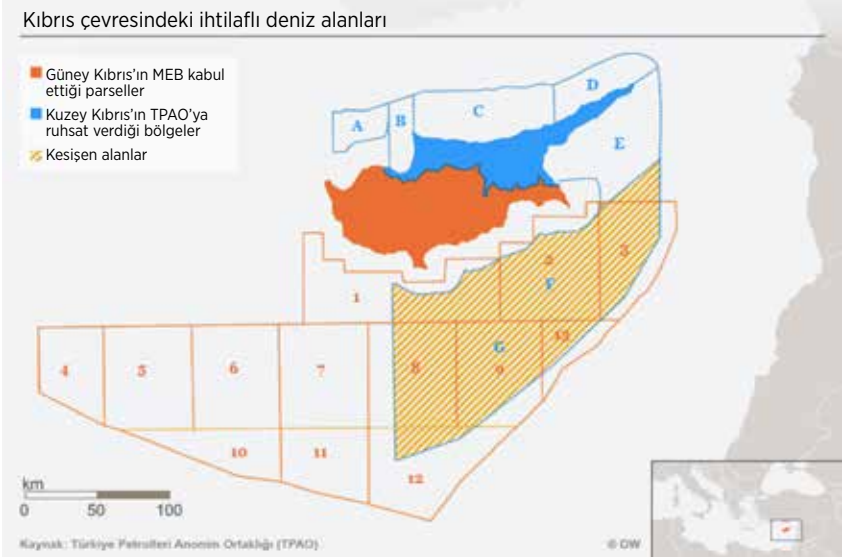 Kıbrıs çevresindeki ihtilaflı deniz alanları
Güney Kıbrıs'ın MEB kabul
ettiği parseller
Kuzey Kıbrıs'ın TPAO'ya
ruhsat verdiği bölgeler
Kesişen alanlar
A
B
C
D
E
F
G
1
2
3
4
5
6
7
8
9
10
11
12
13
km
0 50 100
Kaynak: Türkiye Petrolleri Anonim Ortaklığı (TPAO)
© DW